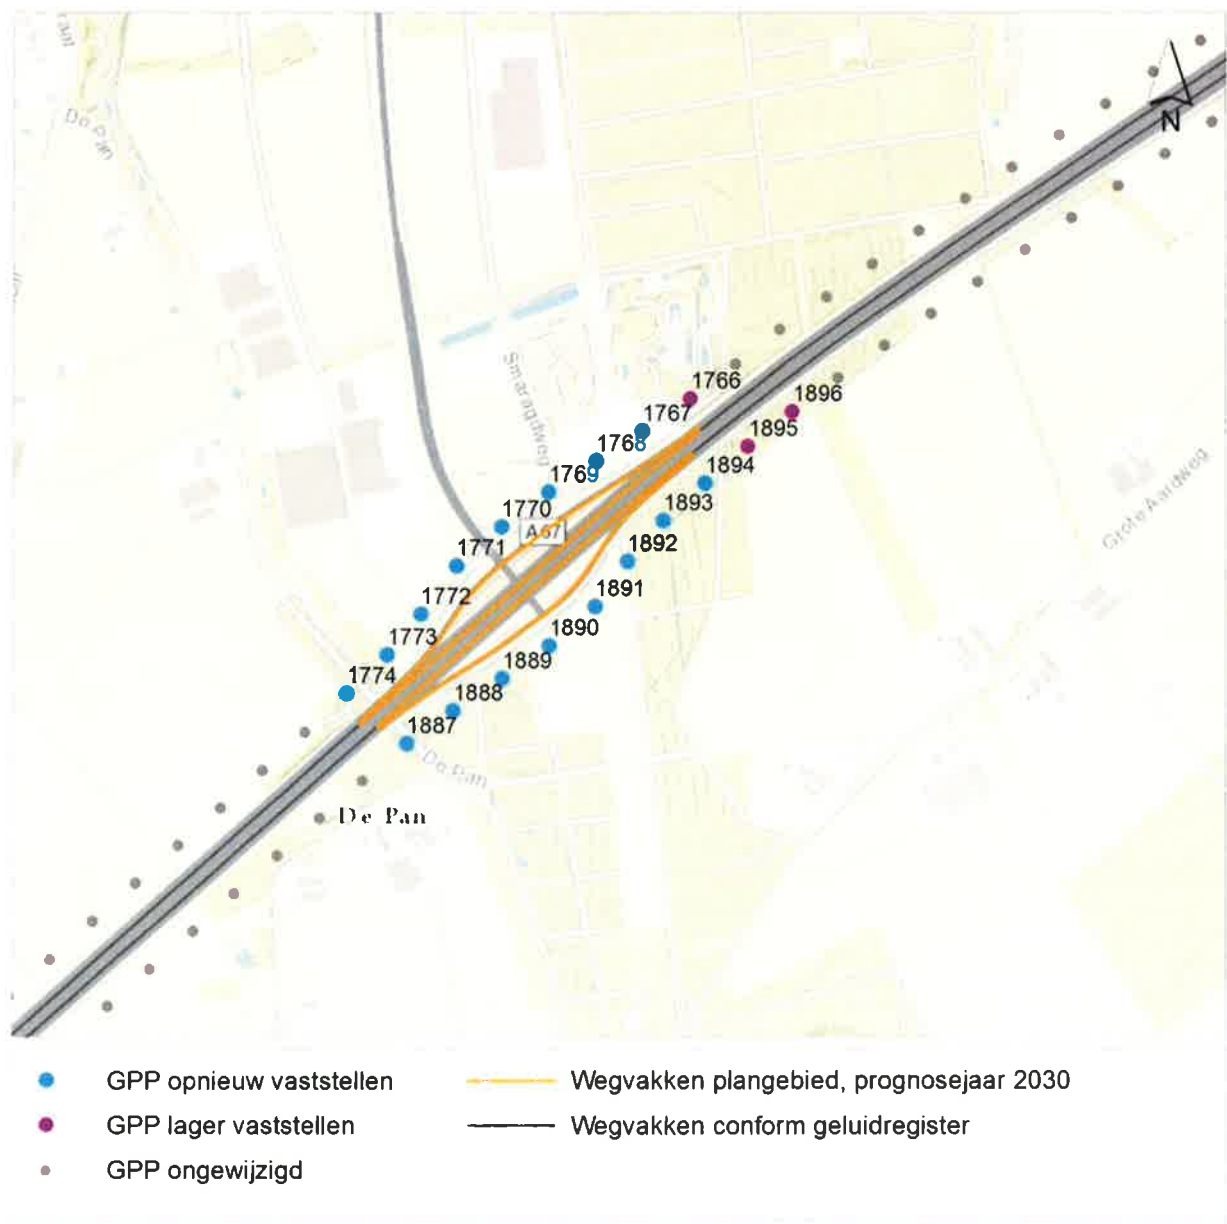 raat
De Pan
N
Smaragdweg
1766
1896
1767
1895
1768
1894
1769
1893
1770
A67
1892
1771
1891
1772
1890
1773
1889
1774
1888
1887
Grote Aardweg
De Pan
De Pan
GPP opnieuw vaststellen
Wegvakken plangebied, prognosejaar 2030
GPP lager vaststellen
Wegvakken conform geluidregister
GPP ongewijzigd